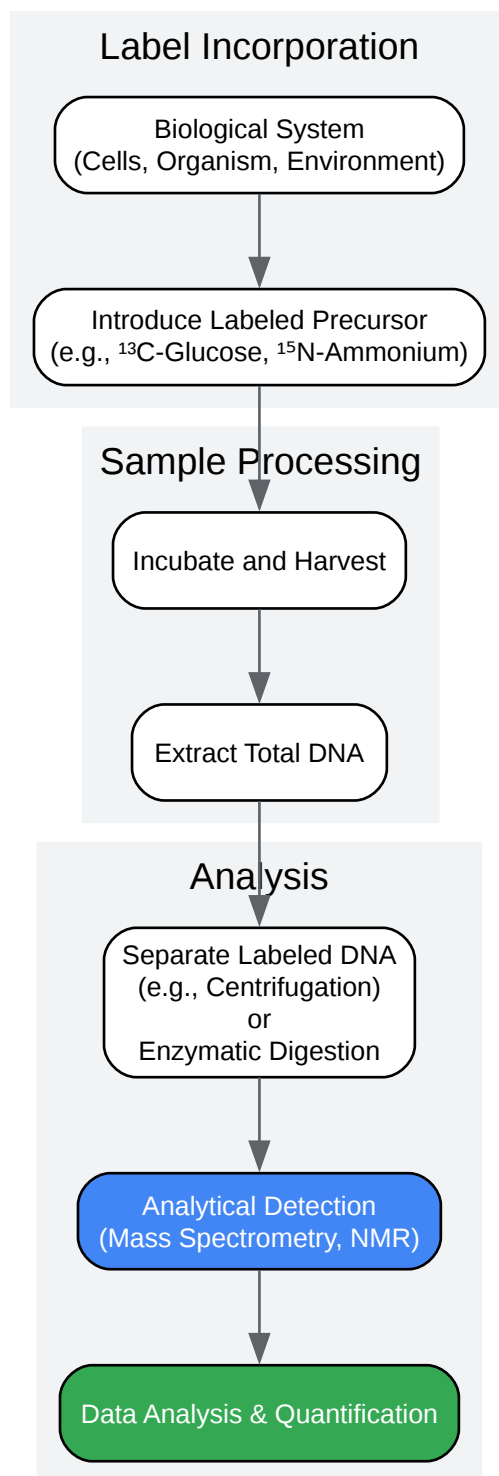 Label Incorporation
Biological System
(Cells, Organism, Environment)
Introduce Labeled Precursor
(e.g., ¹³C-Glucose, ¹⁵N-Ammonium)
Sample Processing
Incubate and Harvest
Extract Total DNA
Analysis
Separate Labeled DNA
(e.g., Centrifugation)
or
Enzymatic Digestion
Analytical Detection
(Mass Spectrometry, NMR)
Data Analysis & Quantification